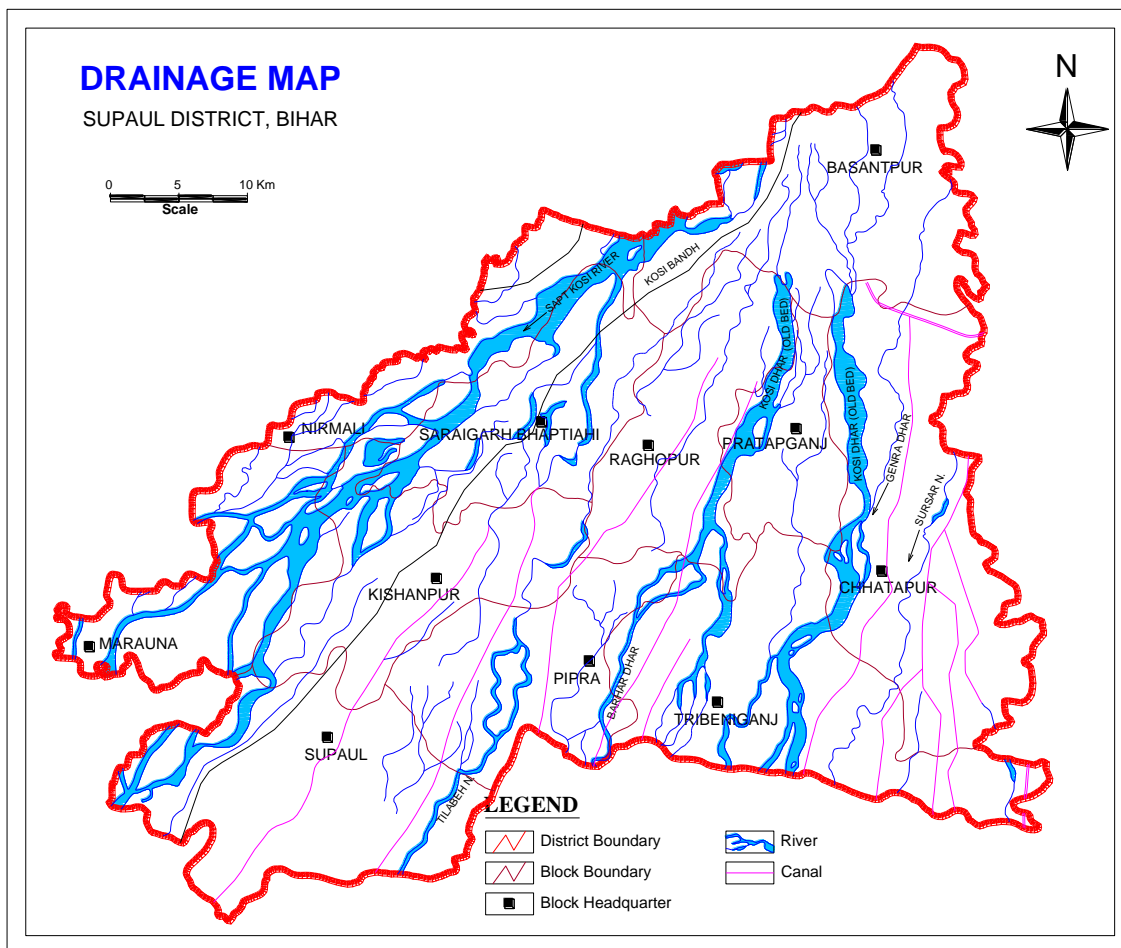 DRAINAGE MAP
SUPAUL DISTRICT, BIHAR
N
0 5 10 Km
Scale
BASANTPUR
KOSI BANDH
SAPT KOSI RIVER
KOSI DHAR (OLD BED)
KOSI DHAR (OLD BED)
NIRMALI
SARAIGARH BHAPTIAHI
RAGHOPUR
PRATAPGANJ
GENRA DHAR
SURSAR N.
KISHANPUR
CHHATAPUR
MARAUNA
PIPRA
BARHAR DHAR
TRIBENIGANJ
SUPAUL
TILABEH N.
LEGEND
District Boundary
River
Block Boundary
Canal
Block Headquarter